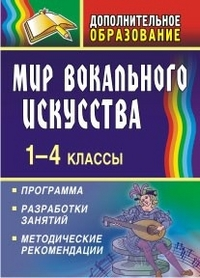 ДОПОЛНИТЕЛЬНОЕ
ОБРАЗОВАНИЕ
МИР ВОКАЛЬНОГО
ИСКУССТВА
1–4 КЛАССЫ
ПРОГРАММА
РАЗРАБОТКИ
ЗАНЯТИЙ
МЕТОДИЧЕСКИЕ
РЕКОМЕНДАЦИИ